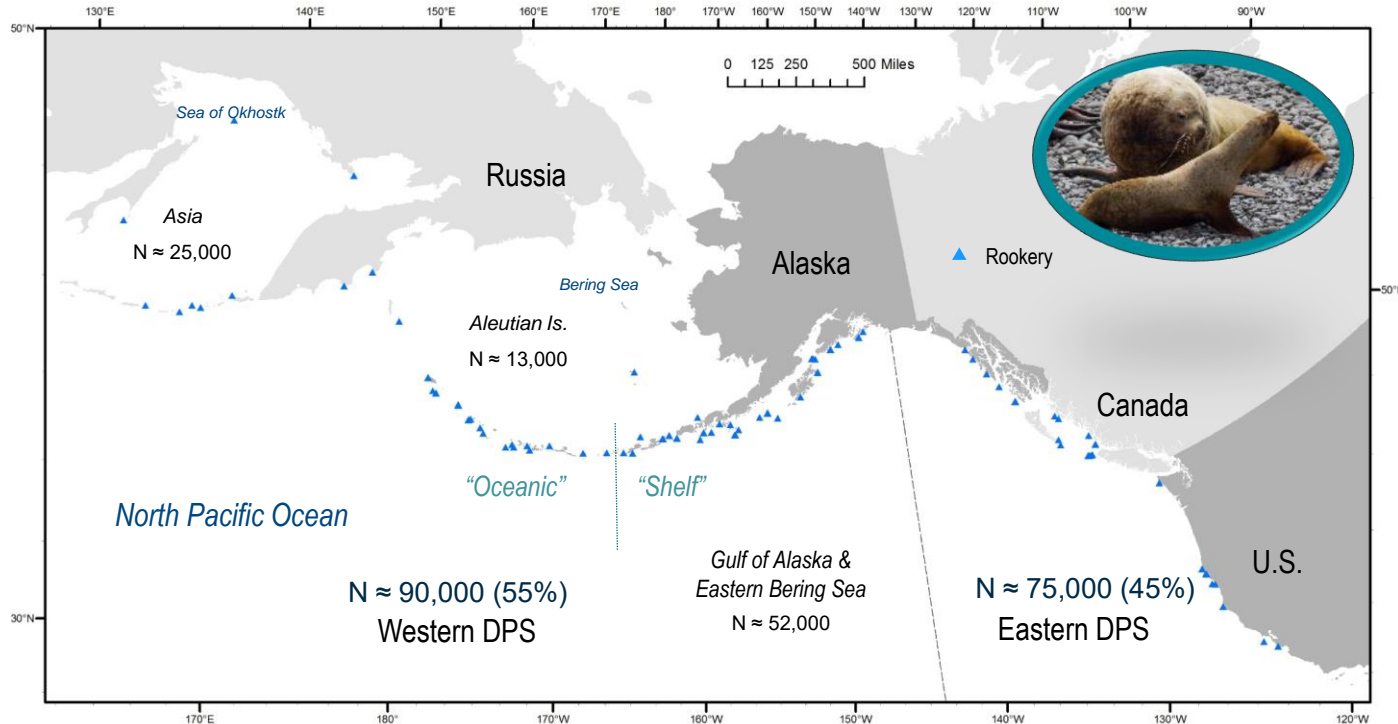 130°E 140°E 150°E 160°E 170°E 180° 170°W 160°W 150°W 140°W 130°W 120°W 110°W 100°W 90°W
50°N
0 125 250 500 Miles
Sea of Okhostk
Russia
Asia
N ≈ 25,000
Alaska
Rookery
Bering Sea
50°N
Aleutian Is.
N ≈ 13,000
Canada
"Oceanic"
"Shelf"
North Pacific Ocean
Gulf of Alaska &
Eastern Bering Sea
N ≈ 52,000
U.S.
N ≈ 90,000 (55%)
Western DPS
N ≈ 75,000 (45%)
Eastern DPS
30°N
170°E 180° 170°W 160°W 150°W 140°W 130°W 120°W